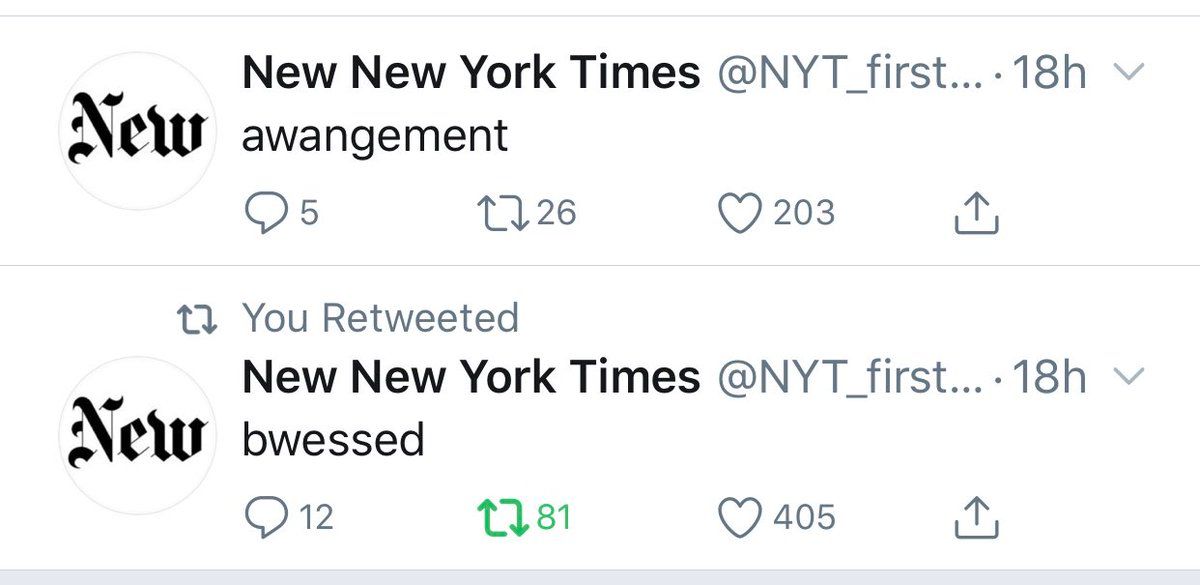 New
New New York Times @NYT_first... · 18h
awangement
5 26 203
You Retweeted
New
New New York Times @NYT_first... · 18h
bwessed
12 81 405